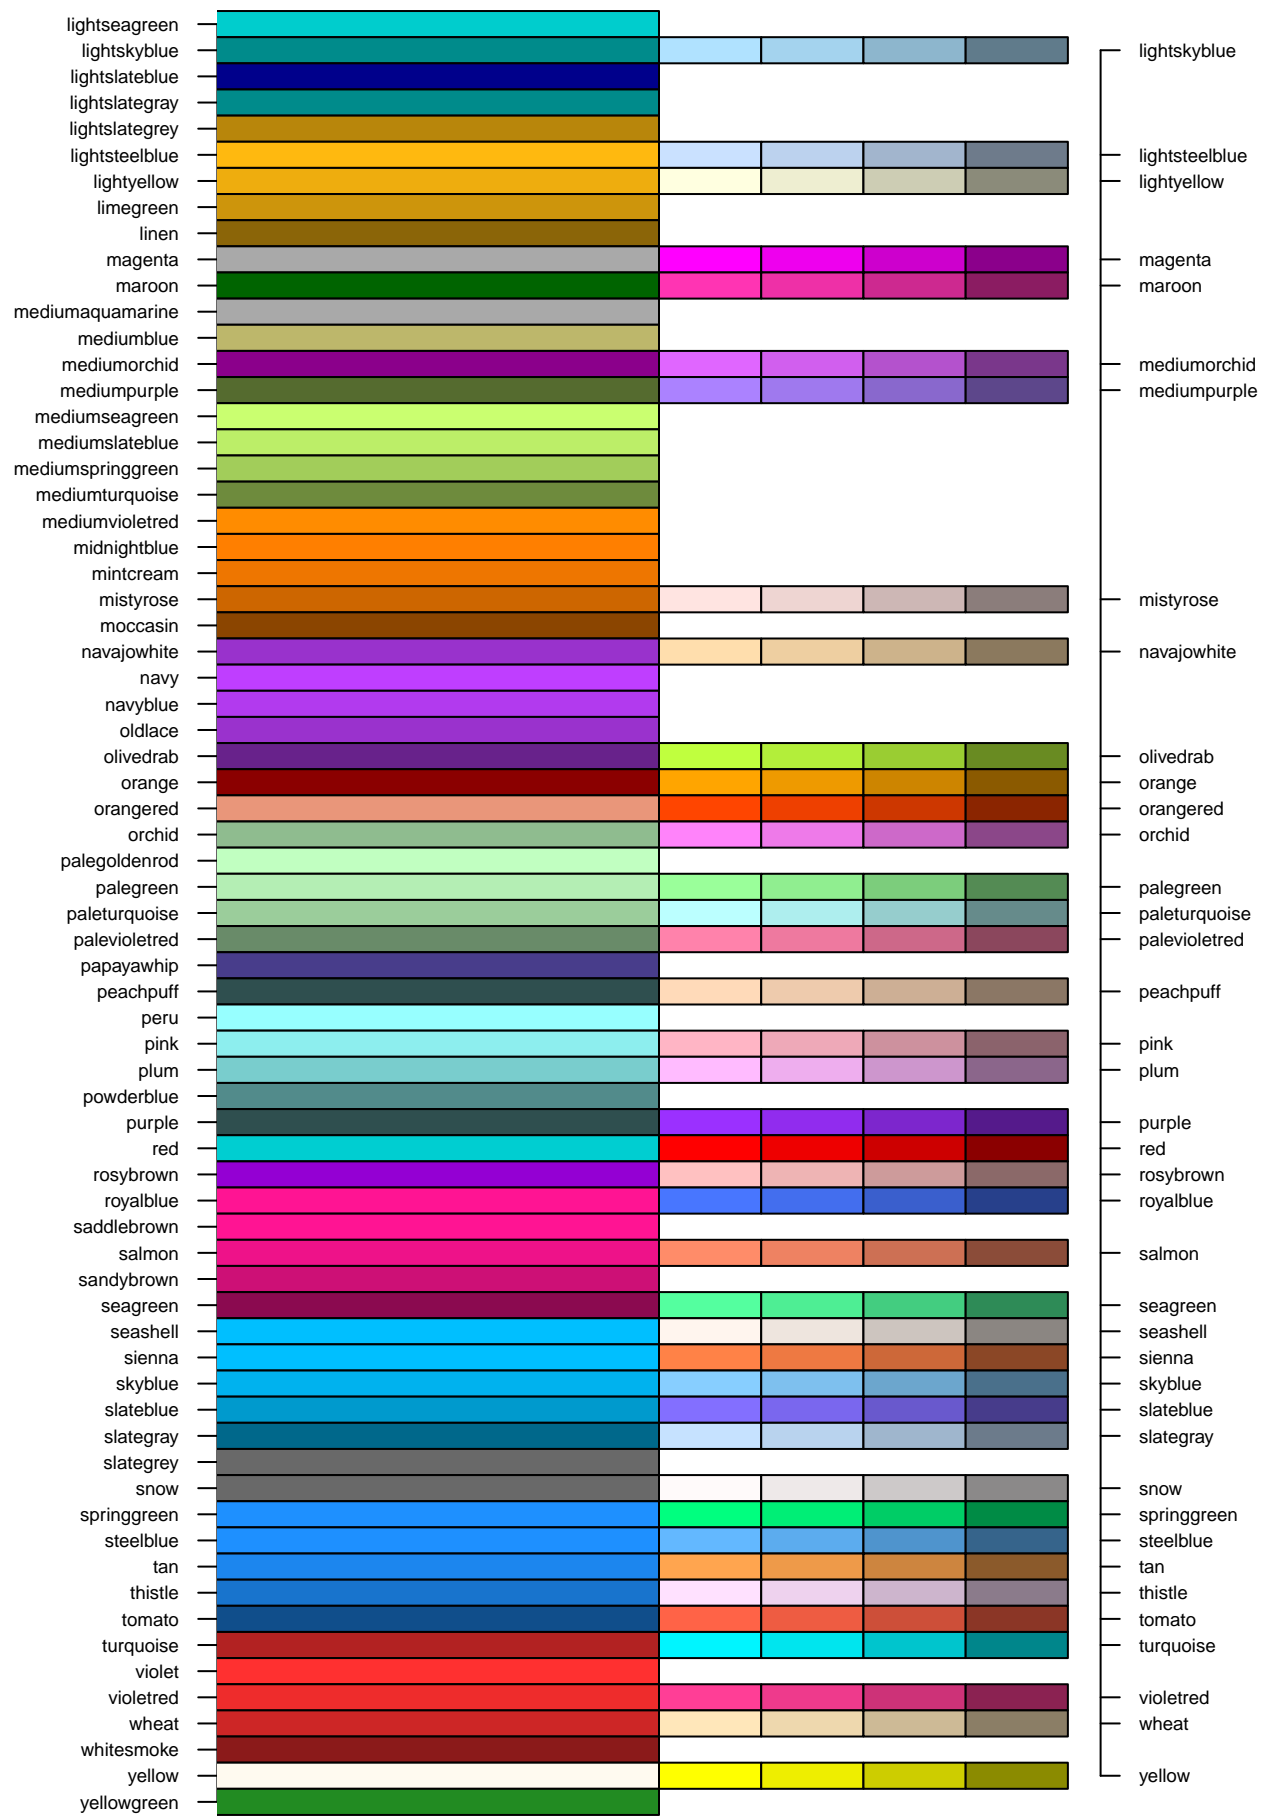 lightseagreen
lightskyblue lightskyblue
lightslateblue
lightslategray
lightslategrey
lightsteelblue lightsteelblue
lightyellow lightyellow
limegreen
linen
magenta magenta
maroon maroon
mediumaquamarine
mediumblue
mediumorchid mediumorchid
mediumpurple mediumpurple
mediumseagreen
mediumslateblue
mediumspringgreen
mediumturquoise
mediumvioletred
midnightblue
mintcream
mistyrose mistyrose
moccasin
navajowhite navajowhite
navy
navyblue
oldlace
olivedrab olivedrab
orange orange
orangered orangered
orchid orchid
palegoldenrod
palegreen palegreen
paleturquoise paleturquoise
palevioletred palevioletred
papayawhip
peachpuff peachpuff
peru
pink pink
plum plum
powderblue
purple purple
red red
rosybrown rosybrown
royalblue royalblue
saddlebrown
salmon salmon
sandybrown
seagreen seagreen
seashell seashell
sienna sienna
skyblue skyblue
slateblue slateblue
slategray slategray
slategrey
snow snow
springgreen springgreen
steelblue steelblue
tan tan
thistle thistle
tomato tomato
turquoise turquoise
violet
violetred violetred
wheat wheat
whitesmoke
yellow yellow
yellowgreen